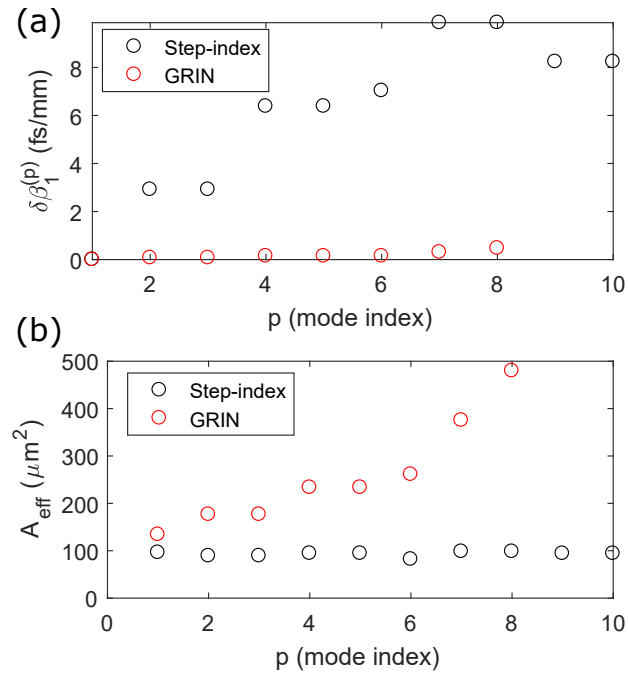 (a)
Step-index
GRIN
8
6
4
2
0
δβ₁⁽ᵖ⁾ (fs/mm)
2 4 6 8 10
p (mode index)
(b)
500
400
300
200
100
0
Step-index
GRIN
A_eff (μm²)
0 2 4 6 8 10
p (mode index)